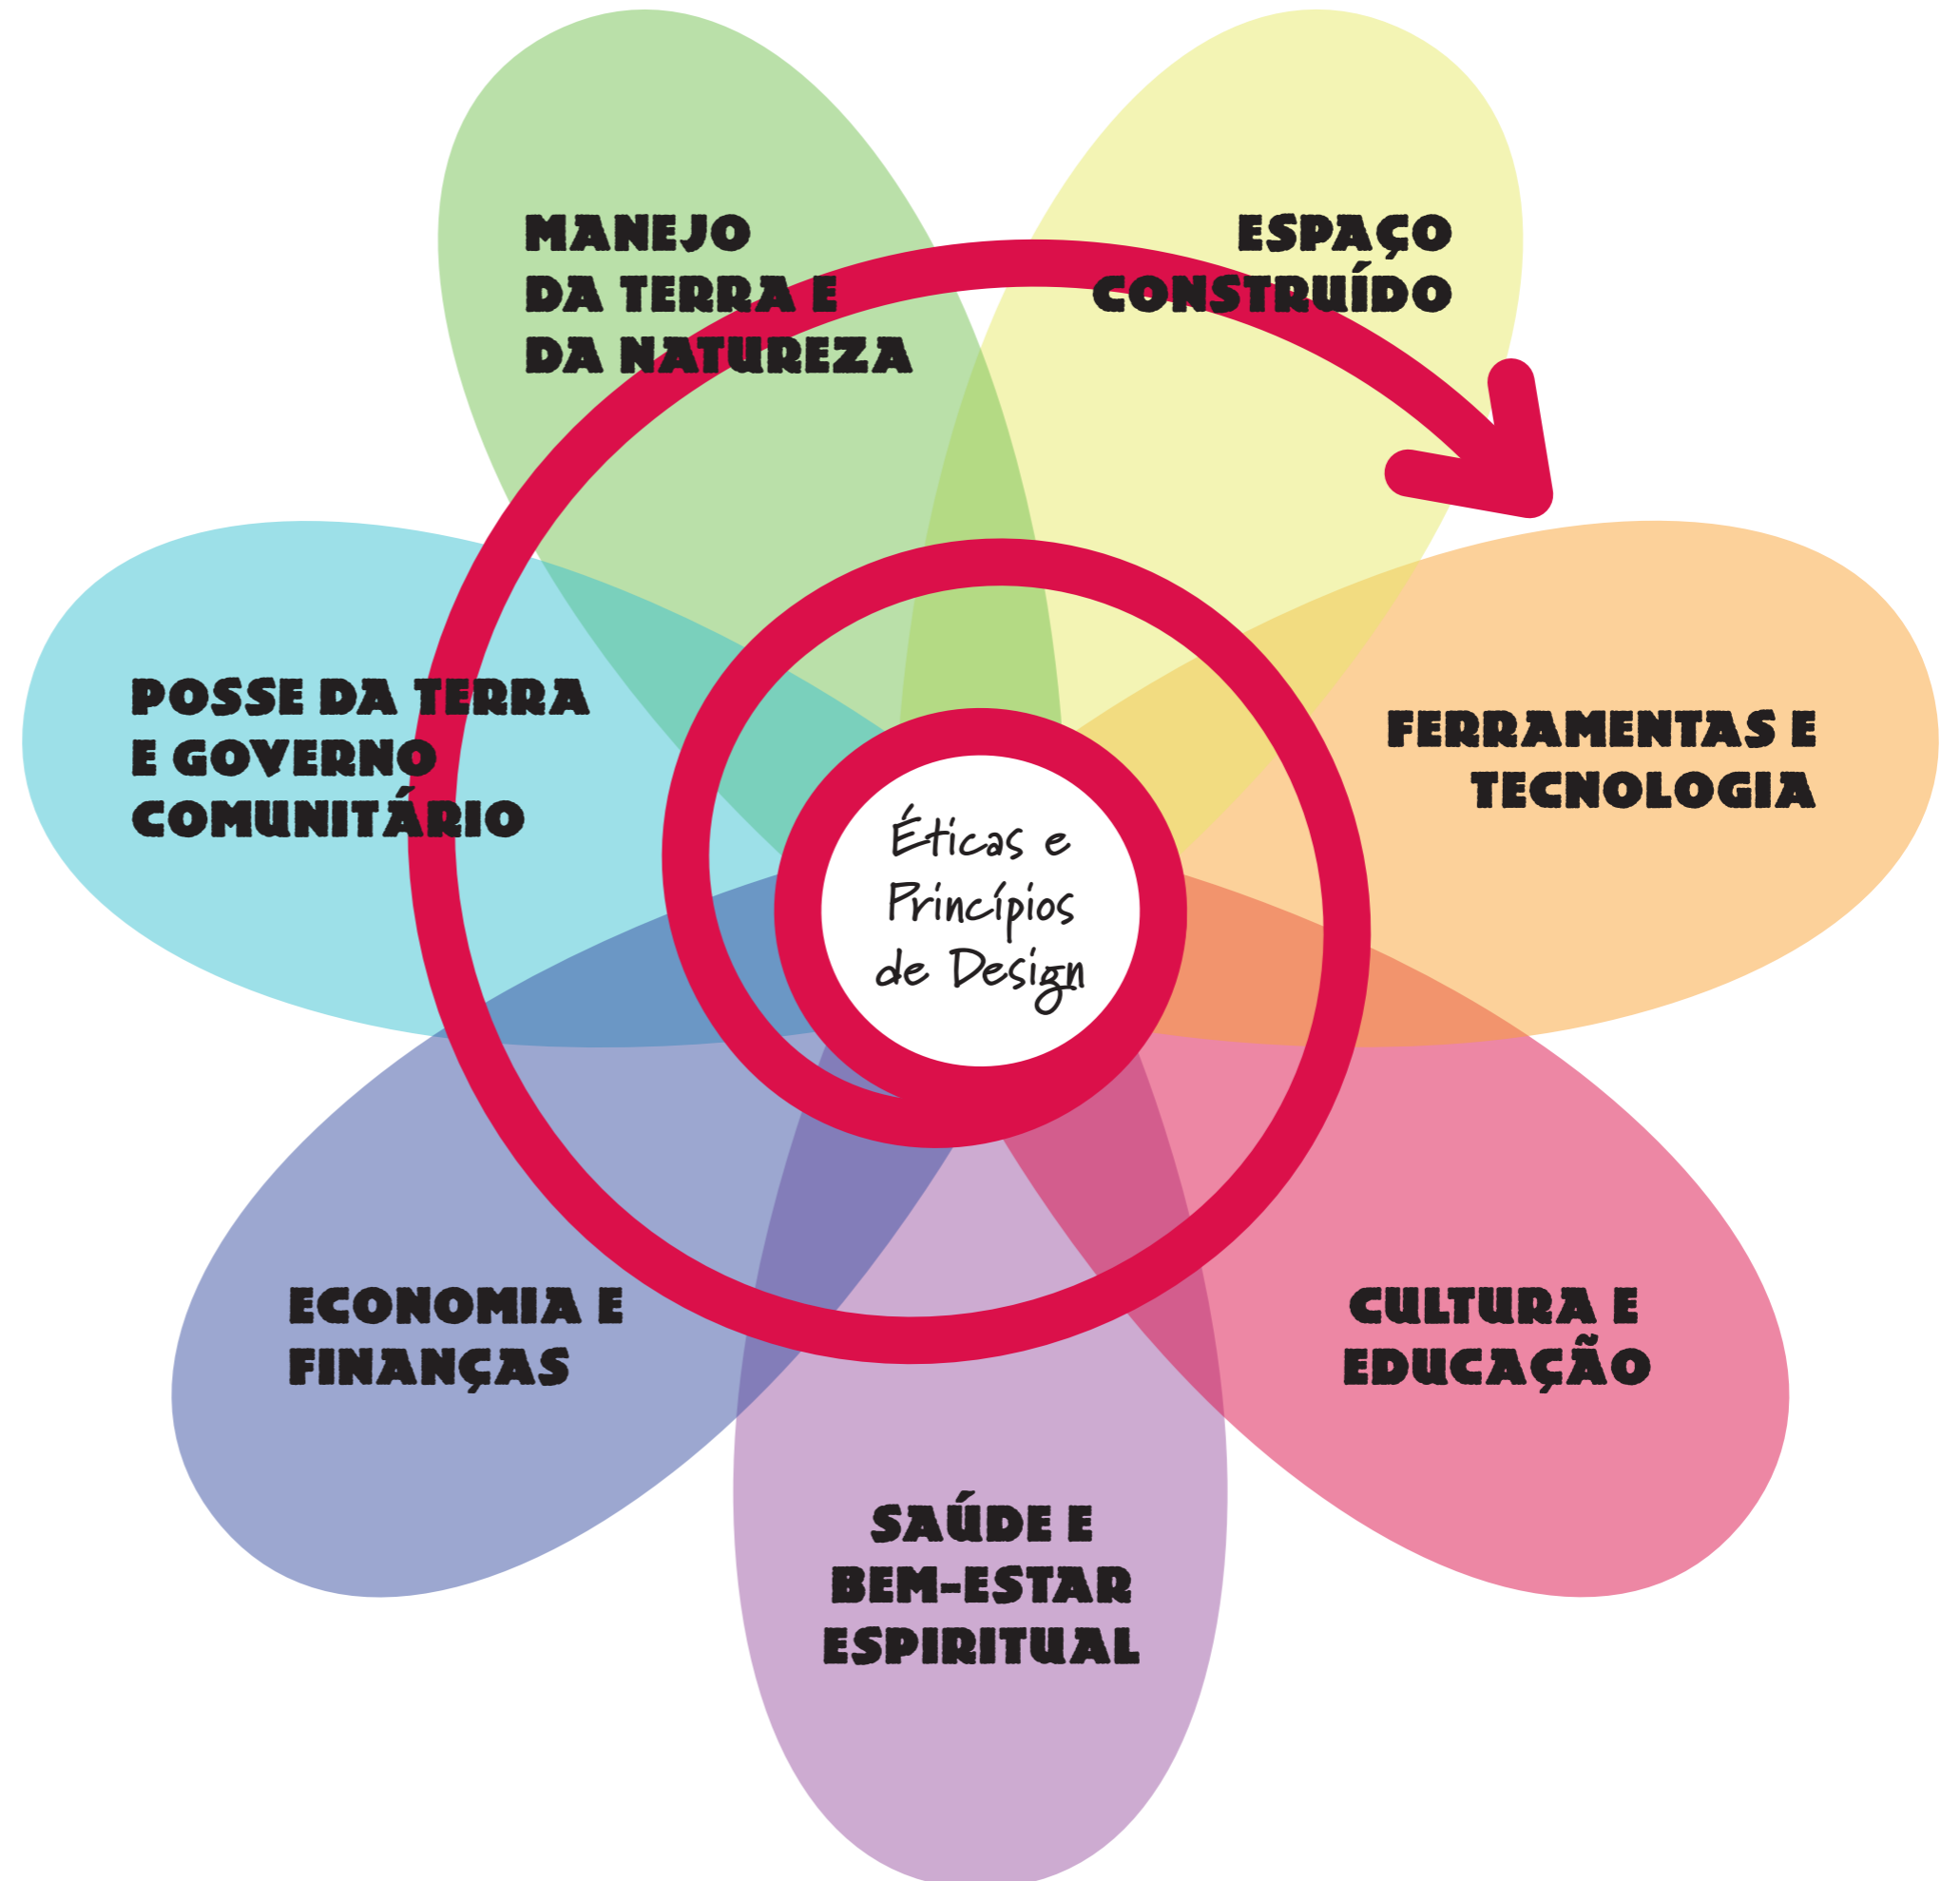 MANEJO
DA TERRA E
DA NATUREZA
ESPAÇO
CONSTRUÍDO
POSSE DA TERRA
E GOVERNO
COMUNITÁRIO
FERRAMENTAS E
TECNOLOGIA
Éticas e
Princípios
de Design
ECONOMIA E
FINANÇAS
CULTURA E
EDUCAÇÃO
SAÚDE E
BEM-ESTAR
ESPIRITUAL